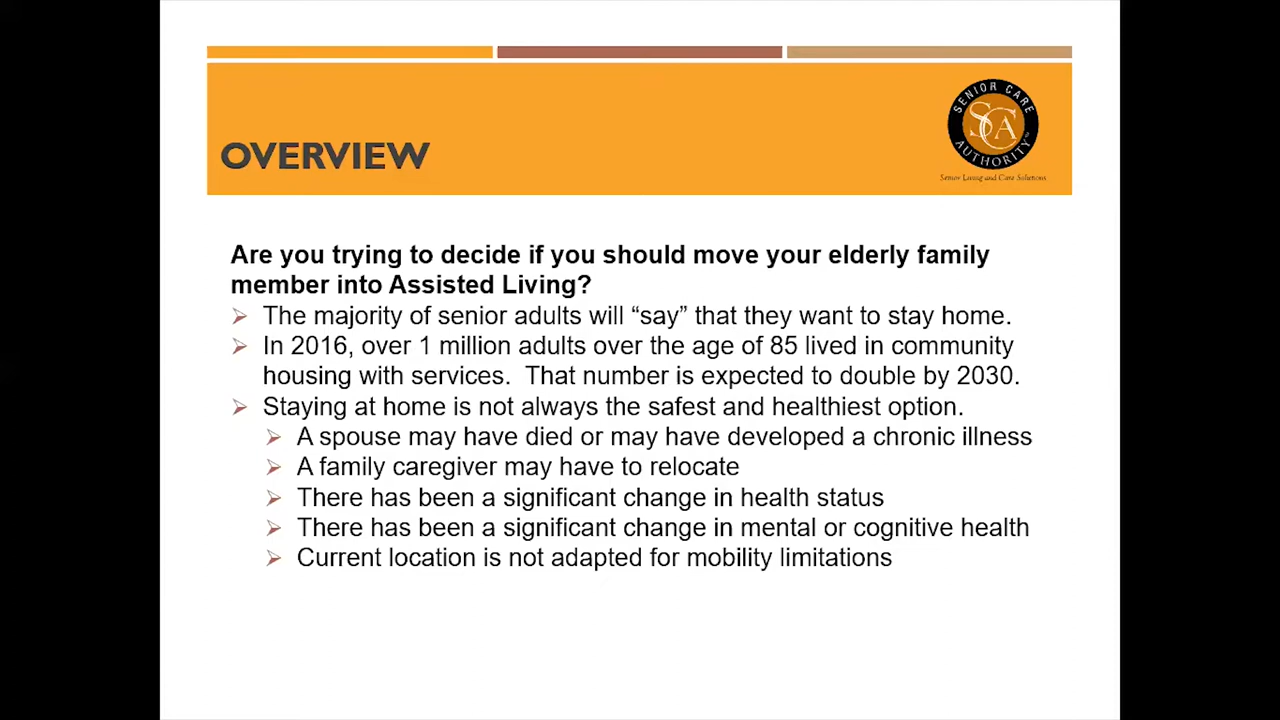 SENIOR CARE
SCA
AUTHORITY
Senior Living and Care Solutions
OVERVIEW
Are you trying to decide if you should move your elderly family
member into Assisted Living?
The majority of senior adults will “say” that they want to stay home.
In 2016, over 1 million adults over the age of 85 lived in community
housing with services.  That number is expected to double by 2030.
Staying at home is not always the safest and healthiest option.
A spouse may have died or may have developed a chronic illness
A family caregiver may have to relocate
There has been a significant change in health status
There has been a significant change in mental or cognitive health
Current location is not adapted for mobility limitations